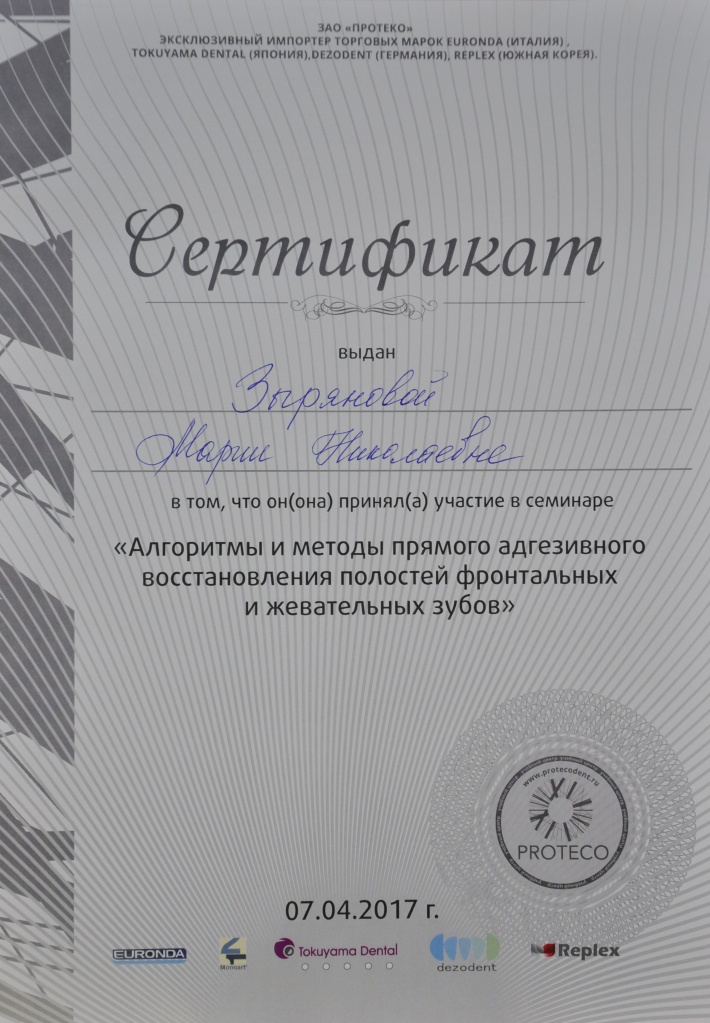 ЗАО «ПРОТЕКО»
ЭКСКЛЮЗИВНЫЙ ИМПОРТЕР ТОРГОВЫХ МАРОК EURONDA (ИТАЛИЯ) ,
TOKUYAMA DENTAL (ЯПОНИЯ),DEZODENT (ГЕРМАНИЯ), REPLEX (ЮЖНАЯ КОРЕЯ).
Сертификат
выдан
Зыряновой
Марии Николаевне
в том, что он(она) принял(а) участие в семинаре
«Алгоритмы и методы прямого адгезивного
восстановления полостей фронтальных
и жевательных зубов»
www.protecodent.ru
PROTECO
07.04.2017 г.
EURONDA
Monoart
Tokuyama Dental
dezodent
Replex